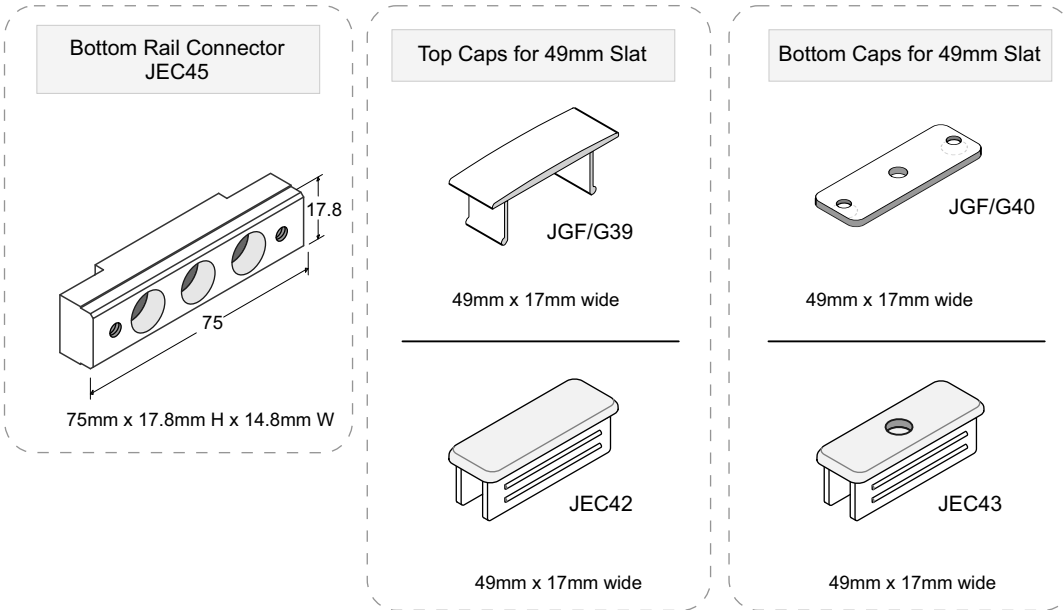 Bottom Rail Connector
JEC45
17.8
75
75mm x 17.8mm H x 14.8mm W
Top Caps for 49mm Slat
JGF/G39
49mm x 17mm wide
JEC42
49mm x 17mm wide
Bottom Caps for 49mm Slat
JGF/G40
49mm x 17mm wide
JEC43
49mm x 17mm wide